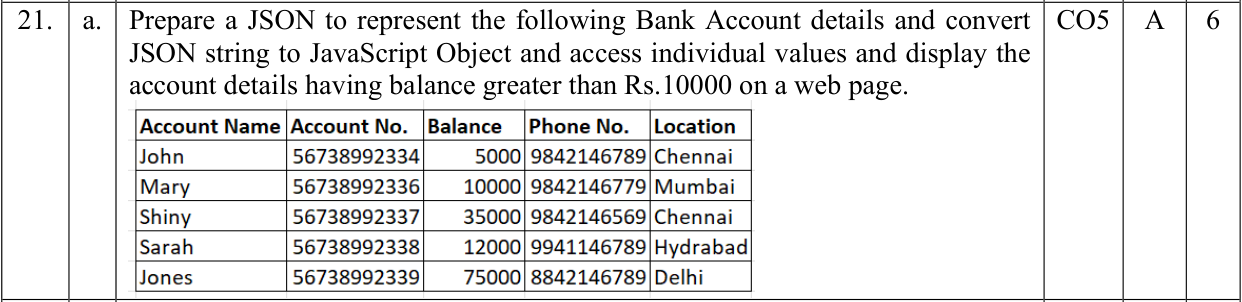 21. a. Prepare a JSON to represent the following Bank Account details and convert CO5 A 6
JSON string to JavaScript Object and access individual values and display the
account details having balance greater than Rs.10000 on a web page.
Account Name Account No. Balance Phone No. Location
John 56738992334 5000 9842146789 Chennai
Mary 56738992336 10000 9842146779 Mumbai
Shiny 56738992337 35000 9842146569 Chennai
Sarah 56738992338 12000 9941146789 Hydrabad
Jones 56738992339 75000 8842146789 Delhi